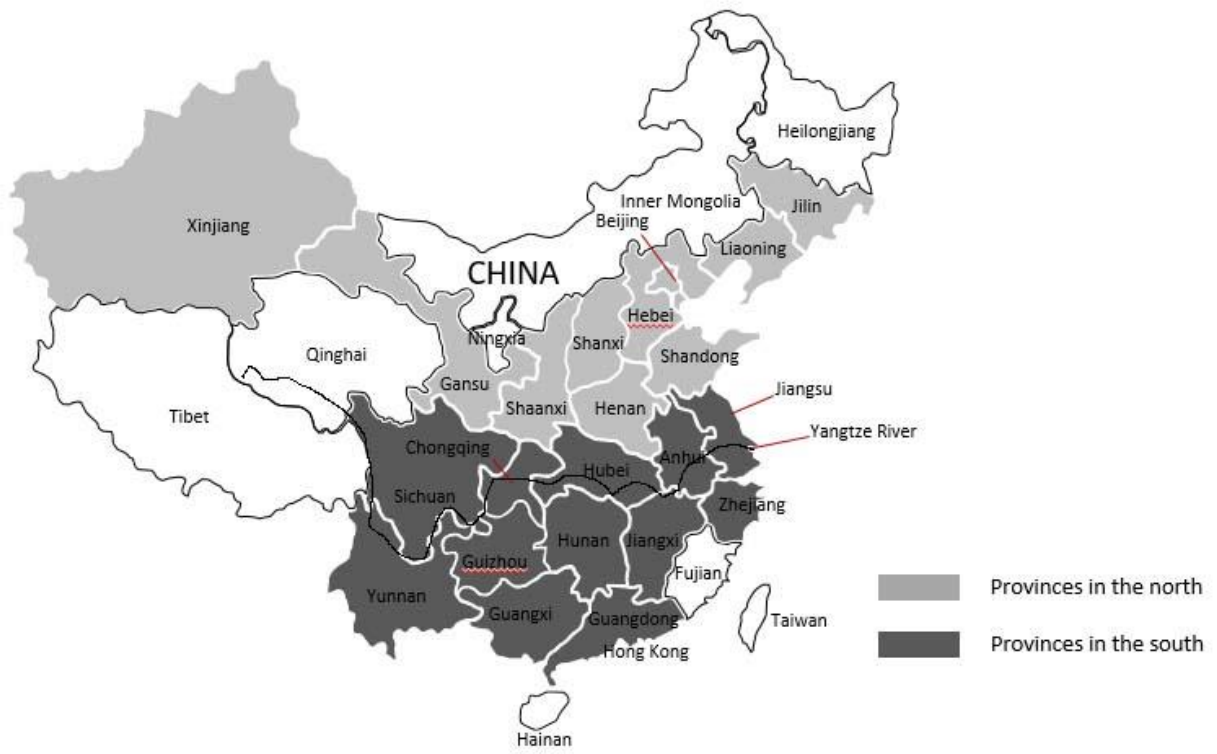 Heilongjiang
Inner Mongolia
Jilin
Beijing
Xinjiang
Liaoning
CHINA
Hebei
Ningxia
Shanxi
Qinghai
Shandong
Gansu
Jiangsu
Shaanxi
Henan
Tibet
Yangtze River
Chongqing
Anhui
Hubei
Sichuan
Zhejiang
Hunan
Jiangxi
Guizhou
Fujian
Provinces in the north
Yunnan
Guangxi
Guangdong
Taiwan
Provinces in the south
Hong Kong
Hainan